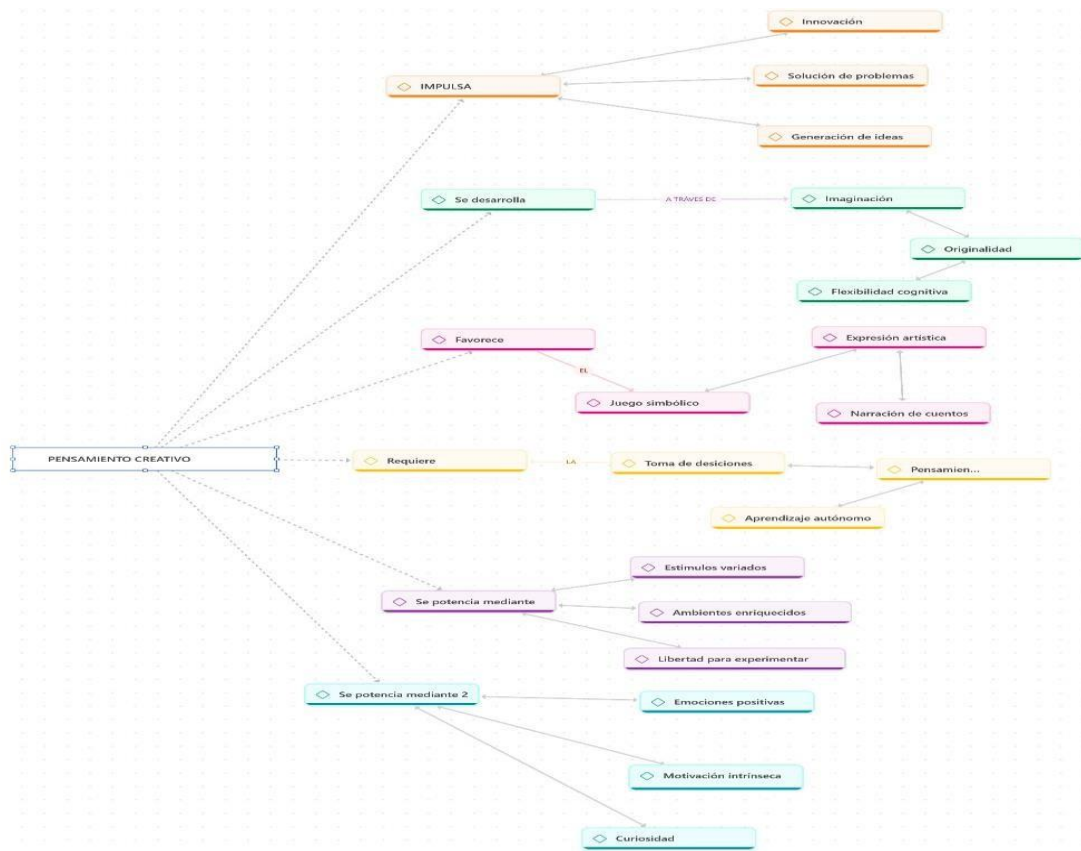 Innovación
IMPULSA
Solución de problemas
Generación de ideas
Se desarrolla
A TRÁVES DE
Imaginación
Originalidad
Flexibilidad cognitiva
Favorece
EL
Juego simbólico
Expresión artística
Narración de cuentos
PENSAMIENTO CREATIVO
Requiere
LA
Toma de desiciones
Pensamien...
Aprendizaje autónomo
Se potencia mediante
Estímulos variados
Ambientes enriquecidos
Libertad para experimentar
Se potencia mediante 2
Emociones positivas
Motivación intrínseca
Curiosidad